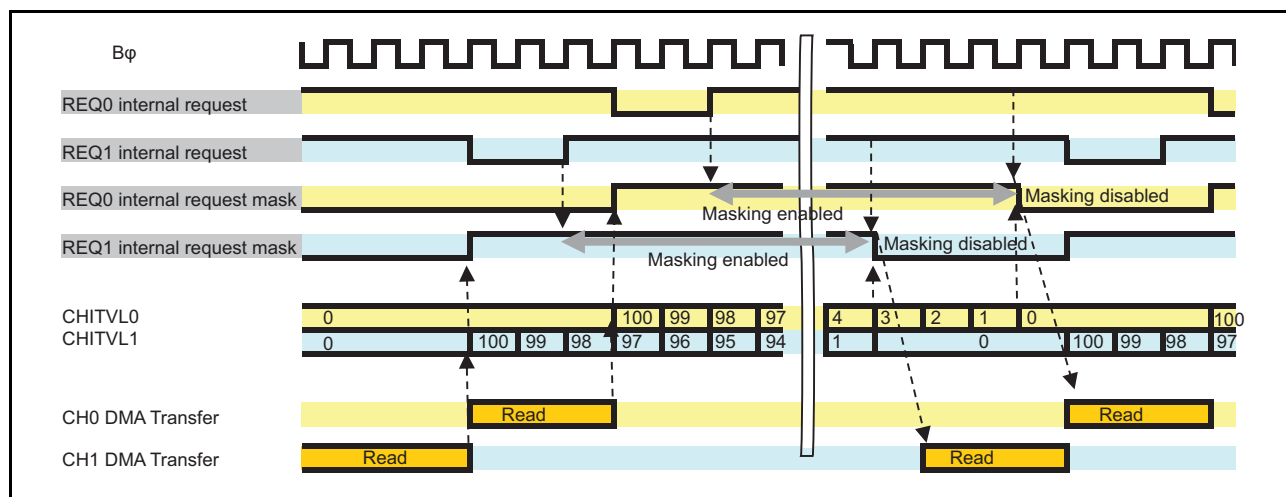 Bφ
REQ0 internal request
REQ1 internal request
REQ0 internal request mask Masking enabled Masking disabled
REQ1 internal request mask Masking enabled Masking disabled
CHITVL0 0 100 99 98 97 4 3 2 1 0 100
CHITVL1 0 100 99 98 97 96 95 94 1 0 100 99 98 97
CH0 DMA Transfer Read Read
CH1 DMA Transfer Read Read